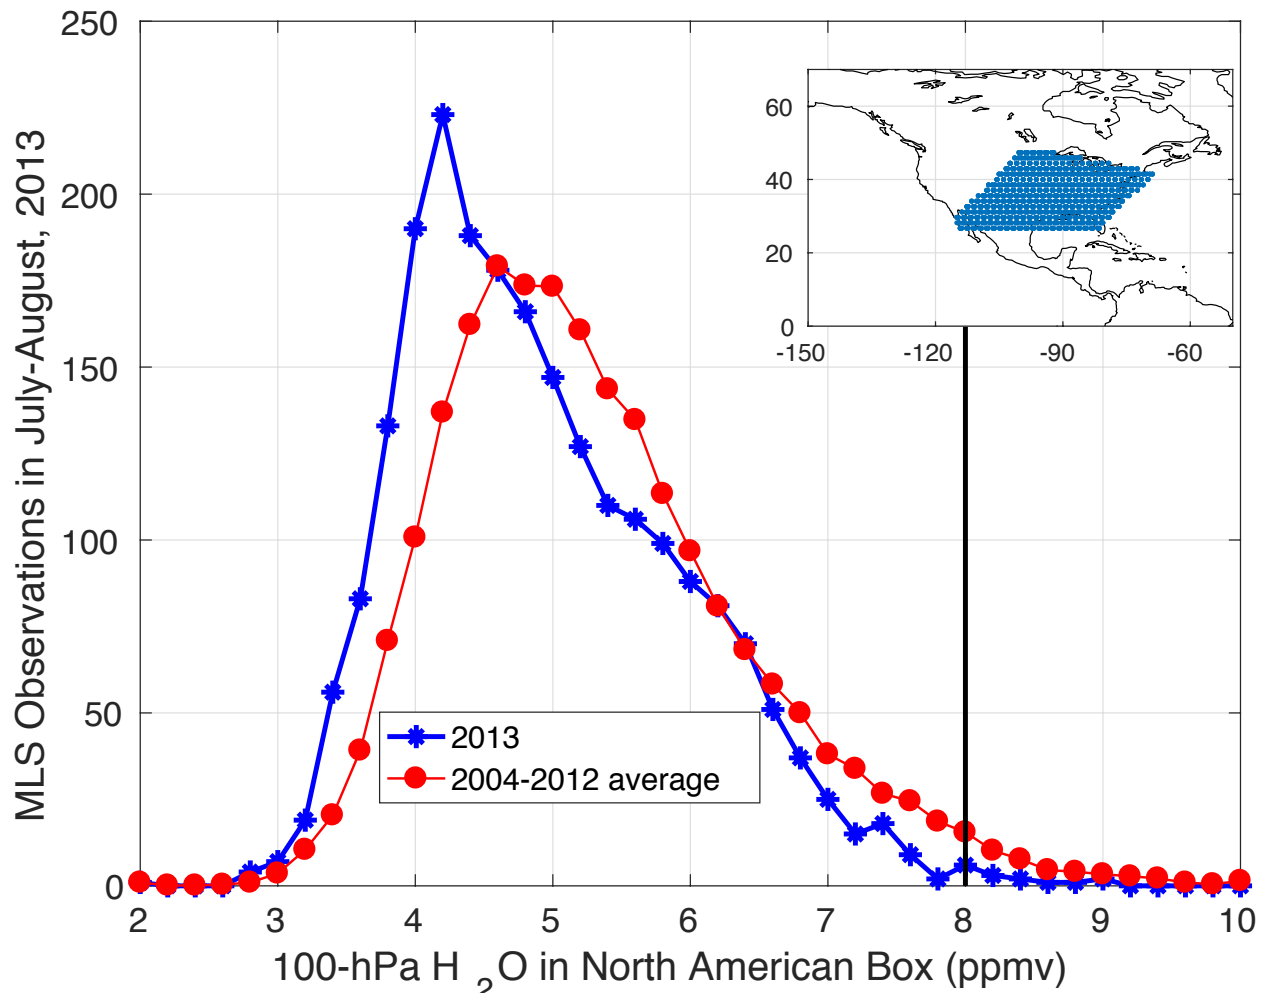 250
200
150
100
50
0
MLS Observations in July-August, 2013
60
40
20
0
-150 -120 -90 -60
2013
2004-2012 average
2 3 4 5 6 7 8 9 10
100-hPa H 2O in North American Box (ppmv)